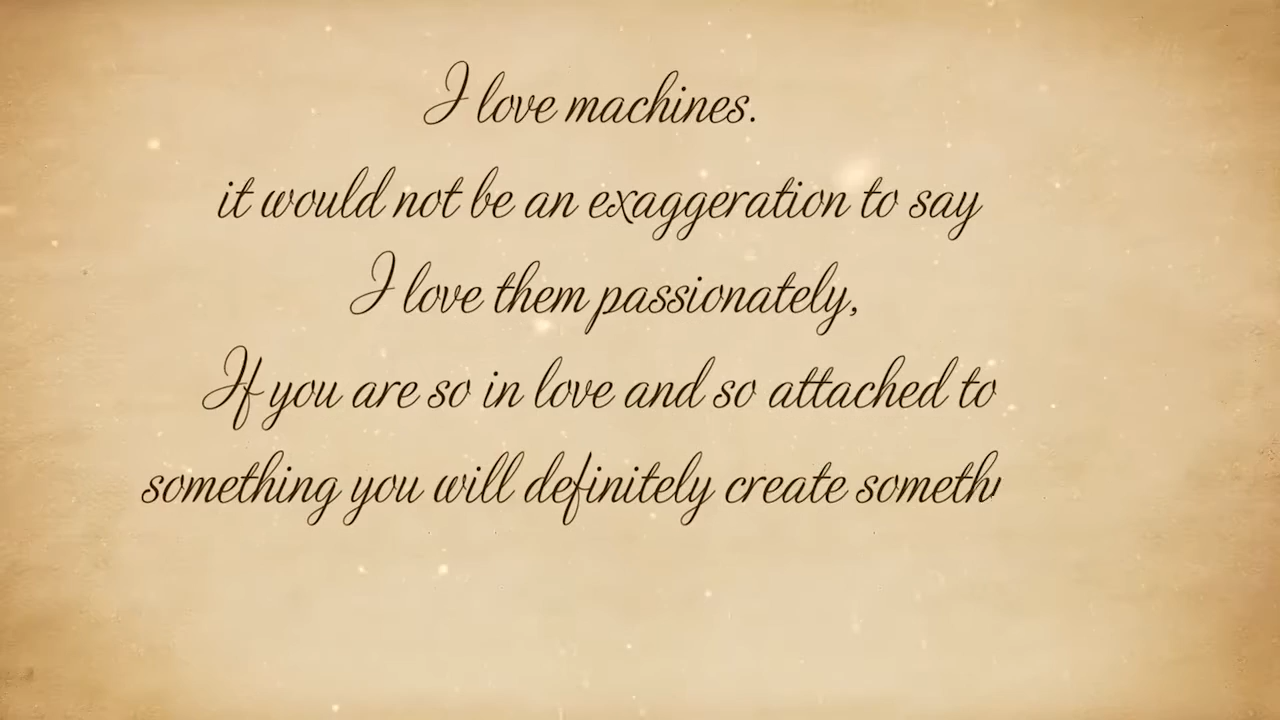 I love machines.
it would not be an exaggeration to say
I love them passionately,
If you are so in love and so attached to
something you will definitely create someth